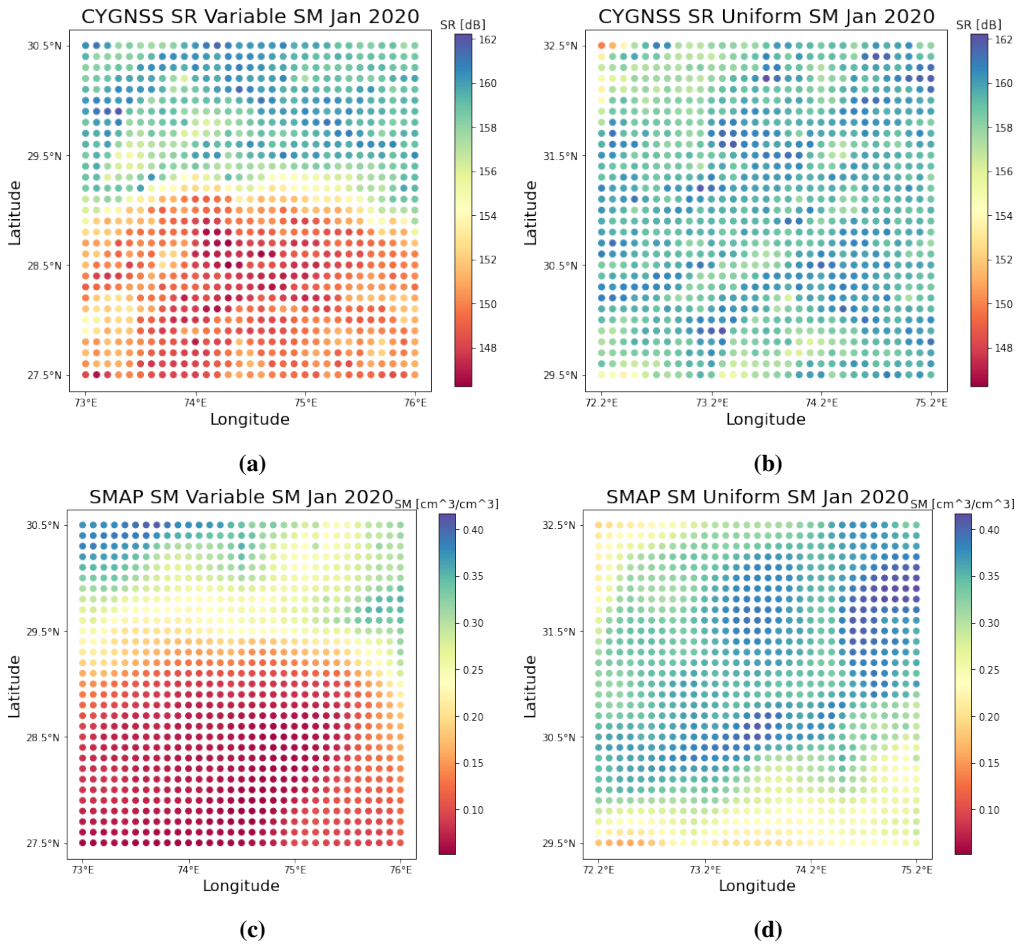 CYGNSS SR Variable SM Jan 2020
SR [dB]
30.5°N
29.5°N
28.5°N
27.5°N
Latitude
73°E 74°E 75°E 76°E
Longitude
162
160
158
156
154
152
150
148
(a)
CYGNSS SR Uniform SM Jan 2020
SR [dB]
32.5°N
31.5°N
30.5°N
29.5°N
Latitude
72.2°E 73.2°E 74.2°E 75.2°E
Longitude
162
160
158
156
154
152
150
148
(b)
SMAP SM Variable SM Jan 2020
SM [cm^3/cm^3]
30.5°N
29.5°N
28.5°N
27.5°N
Latitude
73°E 74°E 75°E 76°E
Longitude
0.40
0.35
0.30
0.25
0.20
0.15
0.10
(c)
SMAP SM Uniform SM Jan 2020
SM [cm^3/cm^3]
32.5°N
31.5°N
30.5°N
29.5°N
Latitude
72.2°E 73.2°E 74.2°E 75.2°E
Longitude
0.40
0.35
0.30
0.25
0.20
0.15
0.10
(d)